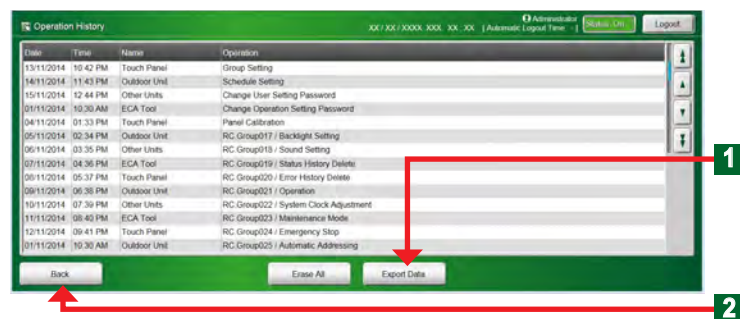 Operation History
XX / XX / XXXX XXX XX : XX [ Automatic Logout Time : - ]
Administrator
Status: On
Logout
Date Time Name Operation
13/11/2014 10:42 PM Touch Panel Group Setting
14/11/2014 11:43 PM Outdoor Unit Schedule Setting
15/11/2014 12:44 PM Other Units Change User Setting Password
01/11/2014 10:30 AM ECA Tool Change Operation Setting Password
04/11/2014 01:33 PM Touch Panel Panel Calibration
05/11/2014 02:34 PM Outdoor Unit RC Group017 / Backlight Setting
06/11/2014 03:35 PM Other Units RC Group018 / Sound Setting
07/11/2014 04:36 PM ECA Tool RC Group019 / Status History Delete
08/11/2014 05:37 PM Touch Panel RC Group020 / Error History Delete
09/11/2014 06:38 PM Outdoor Unit RC Group021 / Operation
10/11/2014 07:39 PM Other Units RC Group022 / System Clock Adjustment
11/11/2014 08:40 PM ECA Tool RC Group023 / Maintenance Mode
12/11/2014 09:41 PM Touch Panel RC Group024 / Emergency Stop
01/11/2014 10:30 AM Outdoor Unit RC Group025 / Automatic Addressing
1
Back Erase All Export Data
2